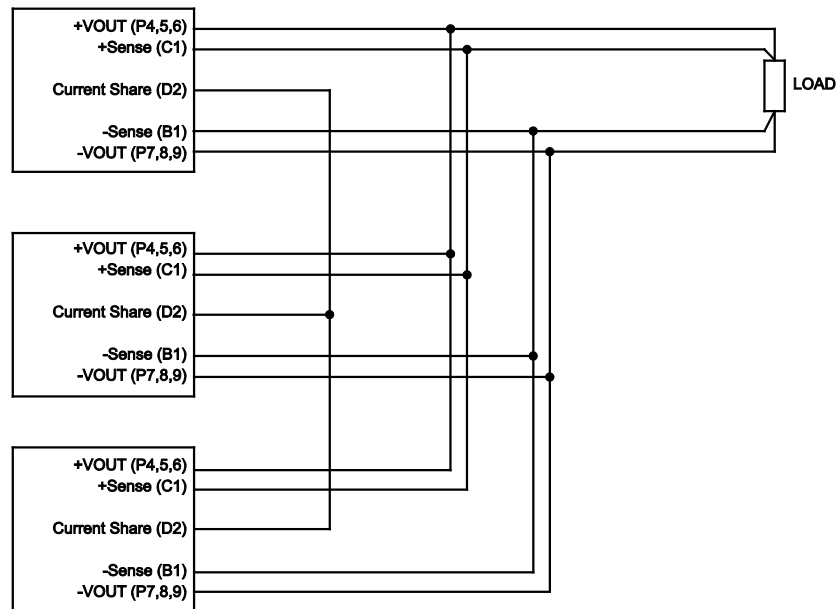 +VOUT (P4,5,6)
+Sense (C1)
Current Share (D2)
-Sense (B1)
-VOUT (P7,8,9)
LOAD
+VOUT (P4,5,6)
+Sense (C1)
Current Share (D2)
-Sense (B1)
-VOUT (P7,8,9)
+VOUT (P4,5,6)
+Sense (C1)
Current Share (D2)
-Sense (B1)
-VOUT (P7,8,9)